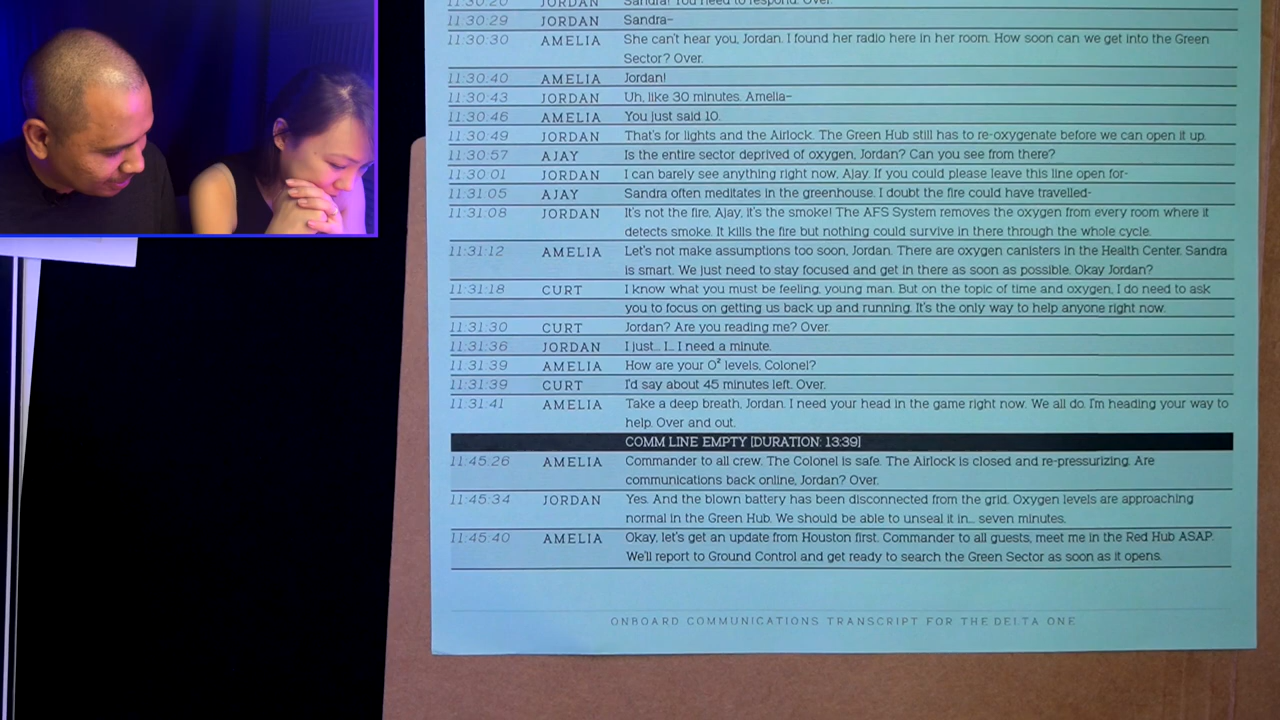 11:30:20 JORDAN Sandra! You need to respond. Over.
11:30:29 JORDAN Sandra-
11:30:30 AMELIA She can't hear you, Jordan. I found her radio here in her room. How soon can we get into the Green
Sector? Over.
11:30:40 AMELIA Jordan!
11:30:43 JORDAN Uh, like 30 minutes. Amelia-
11:30:46 AMELIA You just said 10.
11:30:49 JORDAN That's for lights and the Airlock. The Green Hub still has to re-oxygenate before we can open it up.
11:30:57 AJAY Is the entire sector deprived of oxygen, Jordan? Can you see from there?
11:30:01 JORDAN I can barely see anything right now, Ajay. If you could please leave this line open for-
11:31:05 AJAY Sandra often meditates in the greenhouse. I doubt the fire could have travelled-
11:31:08 JORDAN It's not the fire, Ajay, it's the smoke! The AFS System removes the oxygen from every room where it
detects smoke. It kills the fire but nothing could survive in there through the whole cycle.
11:31:12 AMELIA Let's not make assumptions too soon, Jordan. There are oxygen canisters in the Health Center. Sandra
is smart. We just need to stay focused and get in there as soon as possible. Okay Jordan?
11:31:18 CURT I know what you must be feeling, young man. But on the topic of time and oxygen, I do need to ask
you to focus on getting us back up and running. It's the only way to help anyone right now.
11:31:30 CURT Jordan? Are you reading me? Over.
11:31:36 JORDAN I just... I... I need a minute.
11:31:39 AMELIA How are your O² levels, Colonel?
11:31:39 CURT I'd say about 45 minutes left. Over.
11:31:41 AMELIA Take a deep breath, Jordan. I need your head in the game right now. We all do. I'm heading your way to
help. Over and out.
COMM LINE EMPTY [DURATION: 13:39]
11:45:26 AMELIA Commander to all crew. The Colonel is safe. The Airlock is closed and re-pressurizing. Are
communications back online, Jordan? Over.
11:45:34 JORDAN Yes. And the blown battery has been disconnected from the grid. Oxygen levels are approaching
normal in the Green Hub. We should be able to unseal it in... seven minutes.
11:45:40 AMELIA Okay, let's get an update from Houston first. Commander to all guests, meet me in the Red Hub ASAP.
We'll report to Ground Control and get ready to search the Green Sector as soon as it opens.
ONBOARD COMMUNICATIONS TRANSCRIPT FOR THE DELTA ONE